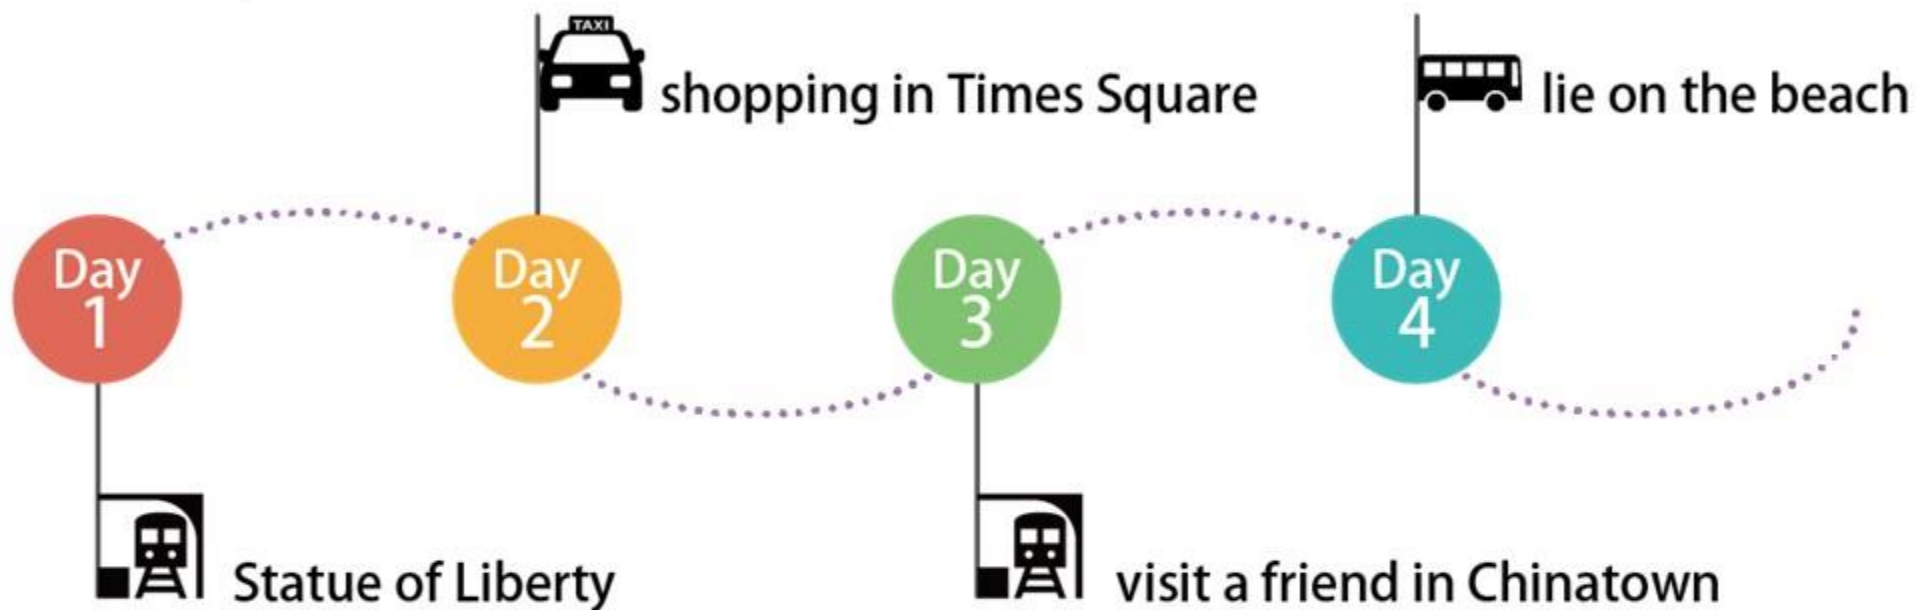 TAXI
shopping in Times Square
lie on the beach
Day
1
Day
2
Day
3
Day
4
Statue of Liberty
visit a friend in Chinatown